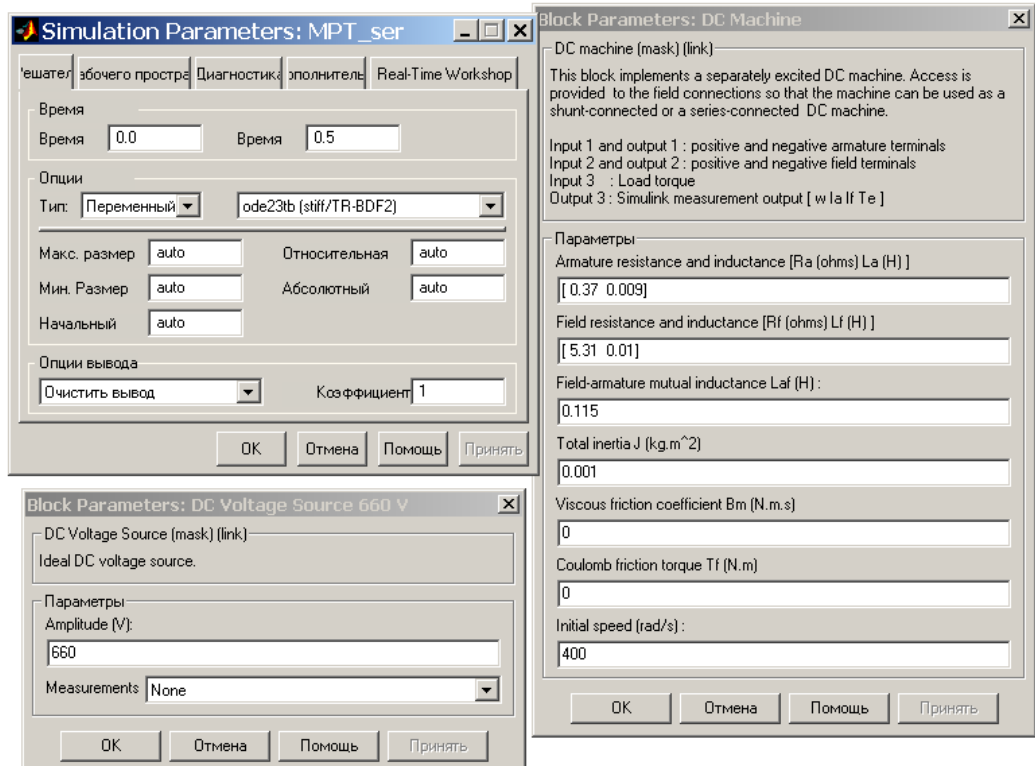 Simulation Parameters: MPT_ser
'ешател абочего простра Диагностика ополнитель Real-Time Workshop
Время
Время 0.0 Время 0.5
Опции
Тип: Переменный ode23tb (stiff/TR-BDF2)
Макс. размер auto Относительная auto
Мин. Размер auto Абсолютный auto
Начальный auto
Опции вывода
Очистить вывод Коэффициент 1
ОК Отмена Помощь Принять
Block Parameters: DC Voltage Source 660 V
DC Voltage Source (mask) (link)
Ideal DC voltage source.
Параметры
Amplitude (V):
660
Measurements None
ОК Отмена Помощь Принять
Block Parameters: DC Machine
DC machine (mask) (link)
This block implements a separately excited DC machine. Access is
provided to the field connections so that the machine can be used as a
shunt-connected or a series-connected DC machine.
Input 1 and output 1 : positive and negative armature terminals
Input 2 and output 2 : positive and negative field terminals
Input 3 : Load torque
Output 3 : Simulink measurement output [ w Ia If Te ]
Параметры
Armature resistance and inductance [Ra (ohms) La (H) ]
[ 0.37 0.009]
Field resistance and inductance [Rf (ohms) Lf (H) ]
[ 5.31 0.01]
Field-armature mutual inductance Laf (H) :
0.115
Total inertia J (kg.m^2)
0.001
Viscous friction coefficient Bm (N.m.s)
0
Coulomb friction torque Tf (N.m)
0
Initial speed (rad/s) :
400
ОК Отмена Помощь Принять